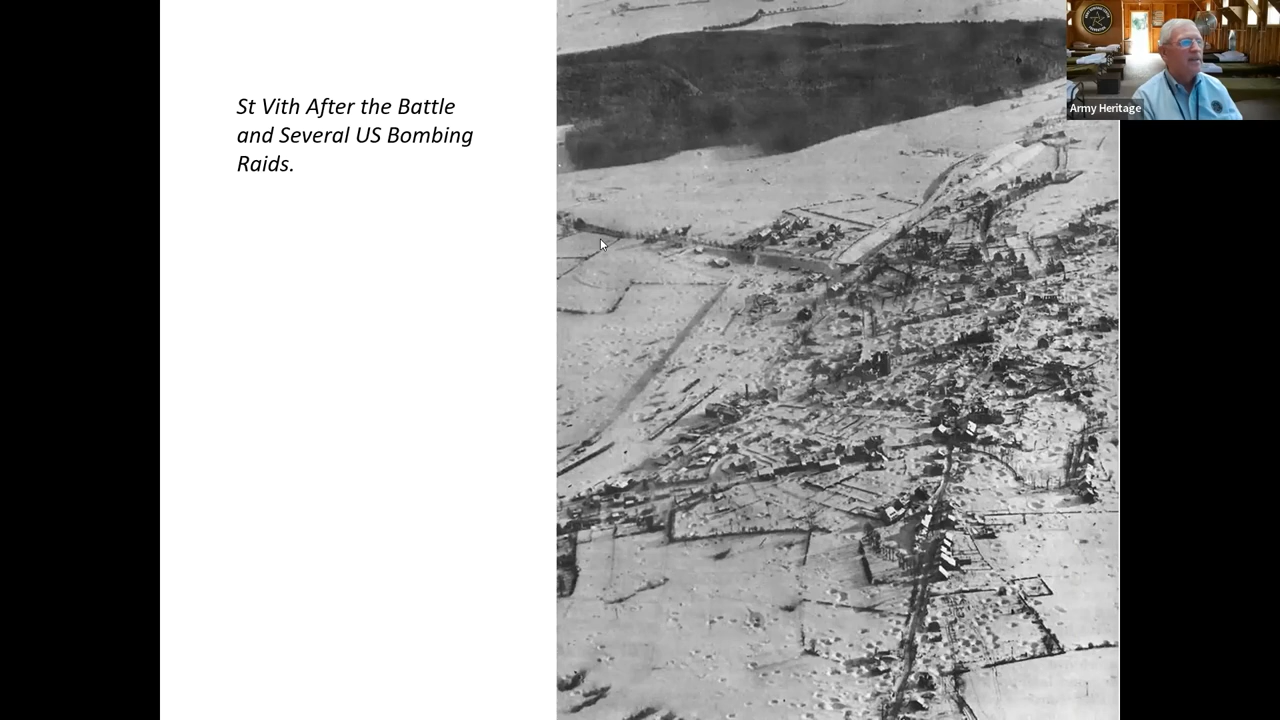 St Vith After the Battle
and Several US Bombing
Raids.
Army Heritage